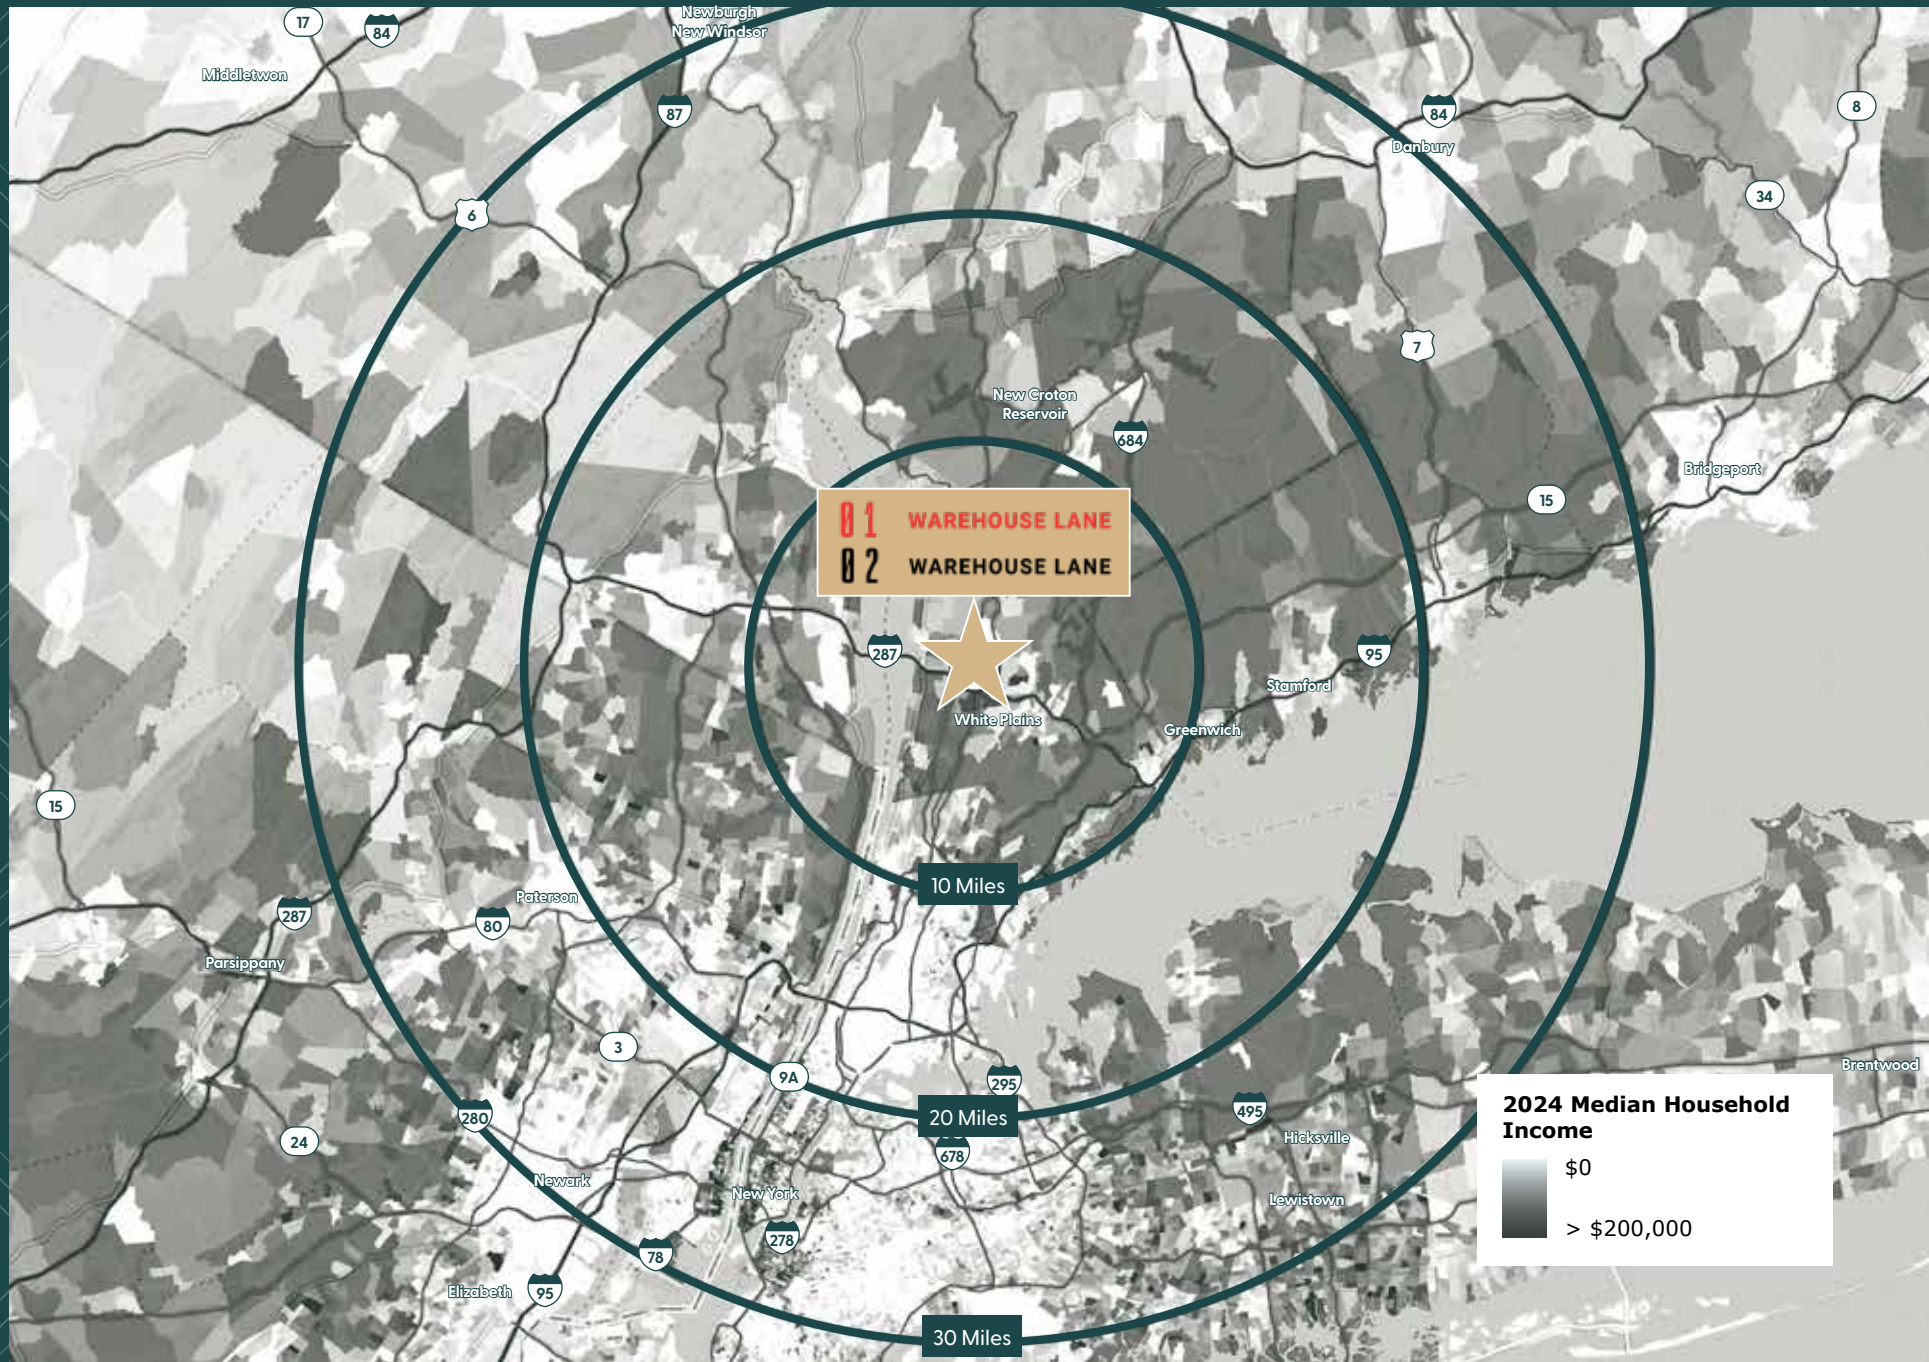 Newburgh
New Windsor
17
84
Middletwon
87
84
8
Danbury
34
6
7
New Croton
Reservoir
684
Bridgeport
15
01 WAREHOUSE LANE
02 WAREHOUSE LANE
287
95
Stamford
White Plains
Greenwich
15
10 Miles
Paterson
287
80
Parsippany
3
9A
295
Brentwood
280
20 Miles
495
24
Hicksville
678
Newark
New York
Lewistown
278
78
Elizabeth
95
30 Miles
2024 Median Household
Income
$0
> $200,000